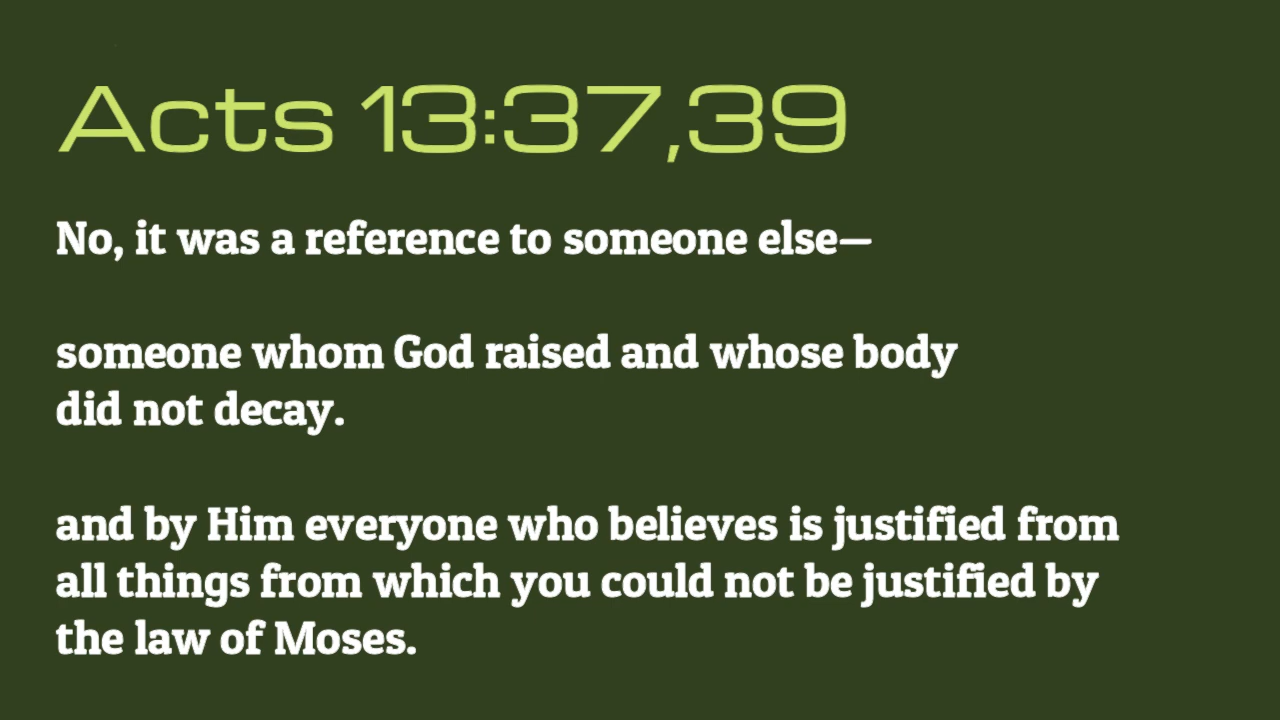 Acts 13:37,39
No, it was a reference to someone else—
someone whom God raised and whose body
did not decay.
and by Him everyone who believes is justified from
all things from which you could not be justified by
the law of Moses.